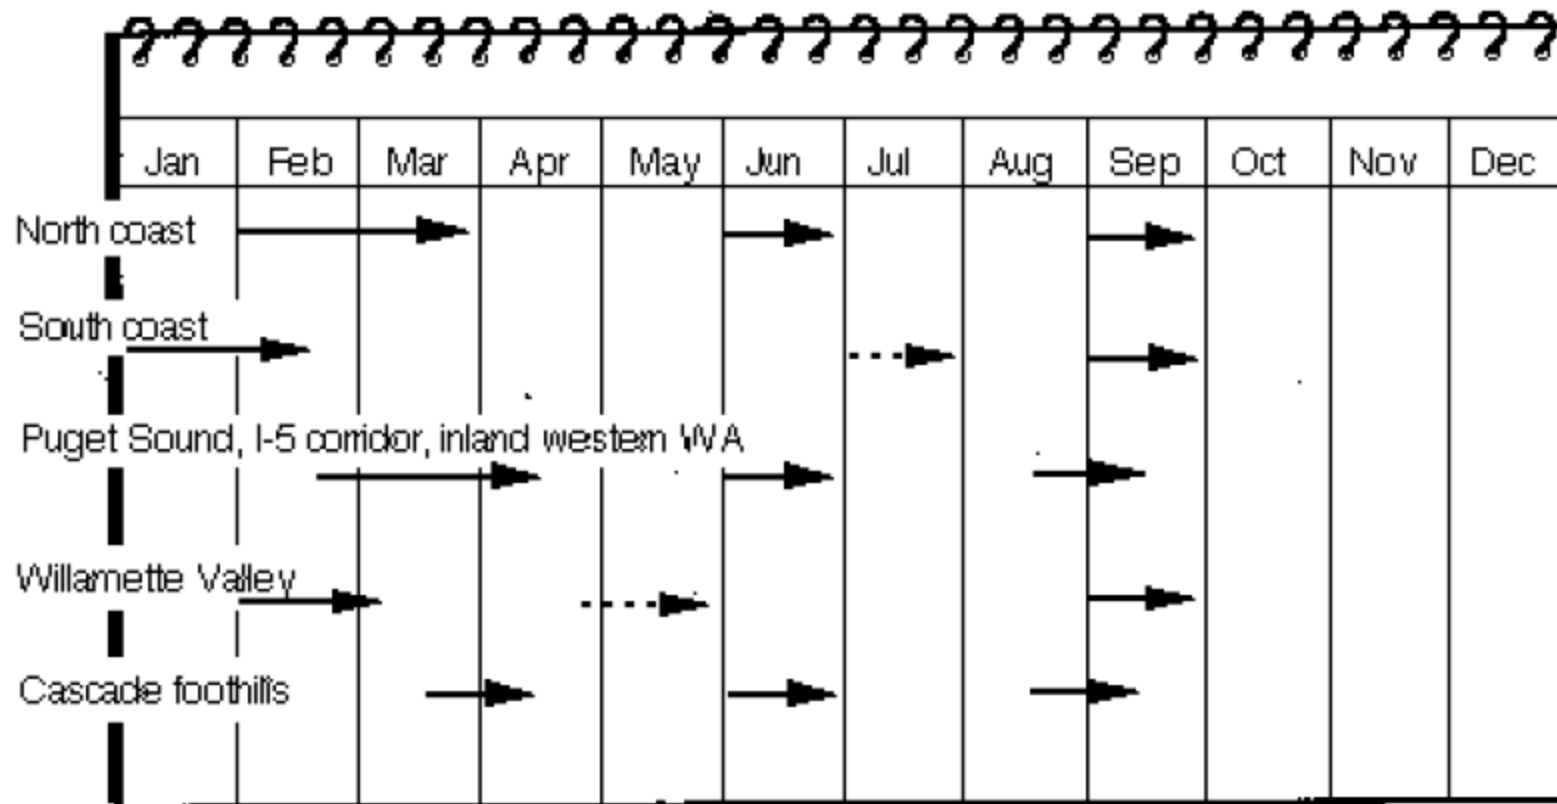 Jan Feb Mar Apr May Jun Jul Aug Sep Oct Nov Dec
North coast
South coast
Puget Sound, I-5 corridor, inland western WA
Willamette Valley
Cascade foothills